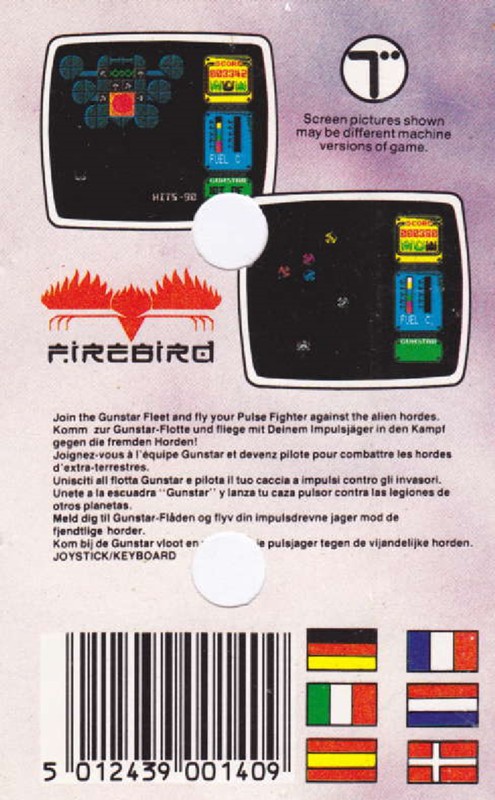 SCORE
003342
FUEL C
GUNSTAR
HITS-90
Screen pictures shown
may be different machine
versions of game.
SCORE
000350
FUEL C
GUNSTAR
FIREBIRD
Join the Gunstar Fleet and fly your Pulse Fighter against the alien hordes.
Komm zur Gunstar-Flotte und fliege mit Deinem Impulsjäger in den Kampf
gegen die fremden Horden!
Joignez-vous à l'équipe Gunstar et devenz pilote pour combattre les hordes
d'extra-terrestres.
Unisciti all flotta Gunstar e pilota il tuo caccia a impulsi contro gli invasori.
Unete a la escuadra "Gunstar" y lanza tu caza pulsor contra las legiones de
otros planetas.
Meld dig til Gunstar-Flåden og flyv din impulsdrevne jager mod de
fjendtlige horder.
Kom bij de Gunstar vloot en pulsjager tegen de vijandelijke horden.
JOYSTICK/KEYBOARD
5 012439 001409